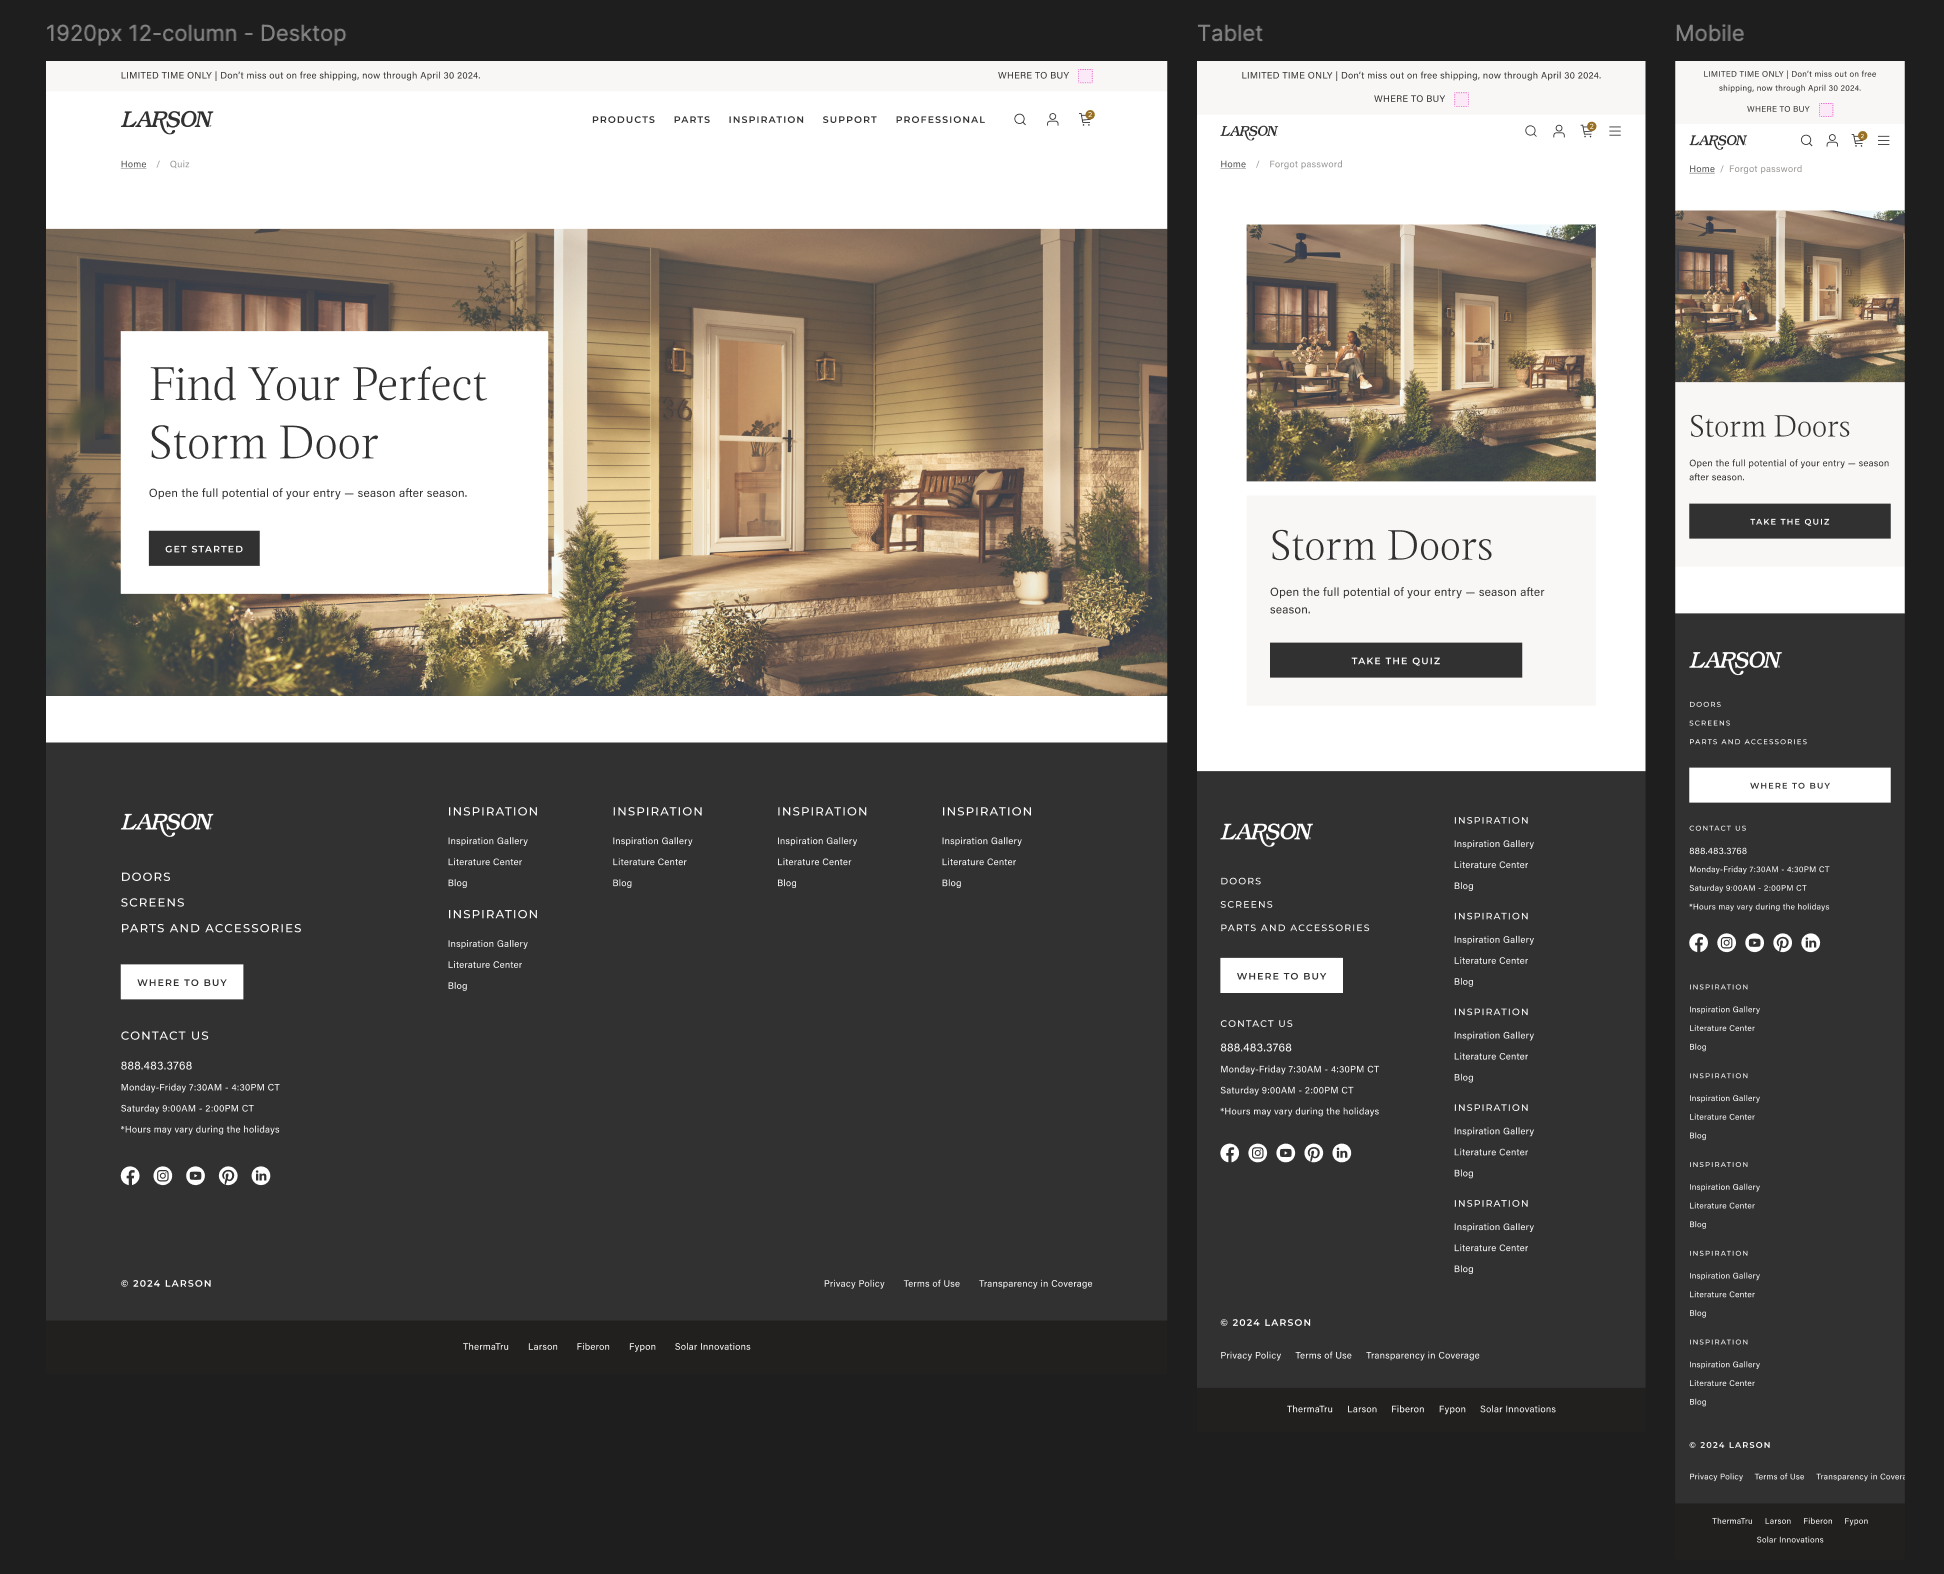 1920px 12-column - Desktop
LIMITED TIME ONLY | Don't miss out on free shipping, now through April 30 2024.
WHERE TO BUY
LARSON
PRODUCTS
PARTS
INSPIRATION
SUPPORT
PROFESSIONAL
2
Home / Quiz
36
Find Your Perfect
Storm Door
Open the full potential of your entry — season after season.
GET STARTED
LARSON
DOORS
SCREENS
PARTS AND ACCESSORIES
WHERE TO BUY
CONTACT US
888.483.3768
Monday-Friday 7:30AM - 4:30PM CT
Saturday 9:00AM - 2:00PM CT
*Hours may vary during the holidays
INSPIRATION
Inspiration Gallery
Literature Center
Blog
INSPIRATION
Inspiration Gallery
Literature Center
Blog
INSPIRATION
Inspiration Gallery
Literature Center
Blog
INSPIRATION
Inspiration Gallery
Literature Center
Blog
INSPIRATION
Inspiration Gallery
Literature Center
Blog
© 2024 LARSON
Privacy Policy
Terms of Use
Transparency in Coverage
ThermaTru
Larson
Fiberon
Fypon
Solar Innovations
Tablet
LIMITED TIME ONLY | Don't miss out on free shipping, now through April 30 2024.
WHERE TO BUY
LARSON
2
Home / Forgot password
Storm Doors
Open the full potential of your entry — season after
season.
TAKE THE QUIZ
LARSON
DOORS
SCREENS
PARTS AND ACCESSORIES
WHERE TO BUY
CONTACT US
888.483.3768
Monday-Friday 7:30AM - 4:30PM CT
Saturday 9:00AM - 2:00PM CT
*Hours may vary during the holidays
INSPIRATION
Inspiration Gallery
Literature Center
Blog
INSPIRATION
Inspiration Gallery
Literature Center
Blog
INSPIRATION
Inspiration Gallery
Literature Center
Blog
INSPIRATION
Inspiration Gallery
Literature Center
Blog
INSPIRATION
Inspiration Gallery
Literature Center
Blog
© 2024 LARSON
Privacy Policy
Terms of Use
Transparency in Coverage
ThermaTru
Larson
Fiberon
Fypon
Solar Innovations
Mobile
LIMITED TIME ONLY | Don't miss out on free
shipping, now through April 30 2024.
WHERE TO BUY
LARSON
2
Home / Forgot password
Storm Doors
Open the full potential of your entry — season
after season.
TAKE THE QUIZ
LARSON
DOORS
SCREENS
PARTS AND ACCESSORIES
WHERE TO BUY
CONTACT US
888.483.3768
Monday-Friday 7:30AM - 4:30PM CT
Saturday 9:00AM - 2:00PM CT
*Hours may vary during the holidays
INSPIRATION
Inspiration Gallery
Literature Center
Blog
INSPIRATION
Inspiration Gallery
Literature Center
Blog
INSPIRATION
Inspiration Gallery
Literature Center
Blog
INSPIRATION
Inspiration Gallery
Literature Center
Blog
INSPIRATION
Inspiration Gallery
Literature Center
Blog
© 2024 LARSON
Privacy Policy
Terms of Use
Transparency in Covera
ThermaTru
Larson
Fiberon
Fypon
Solar Innovations